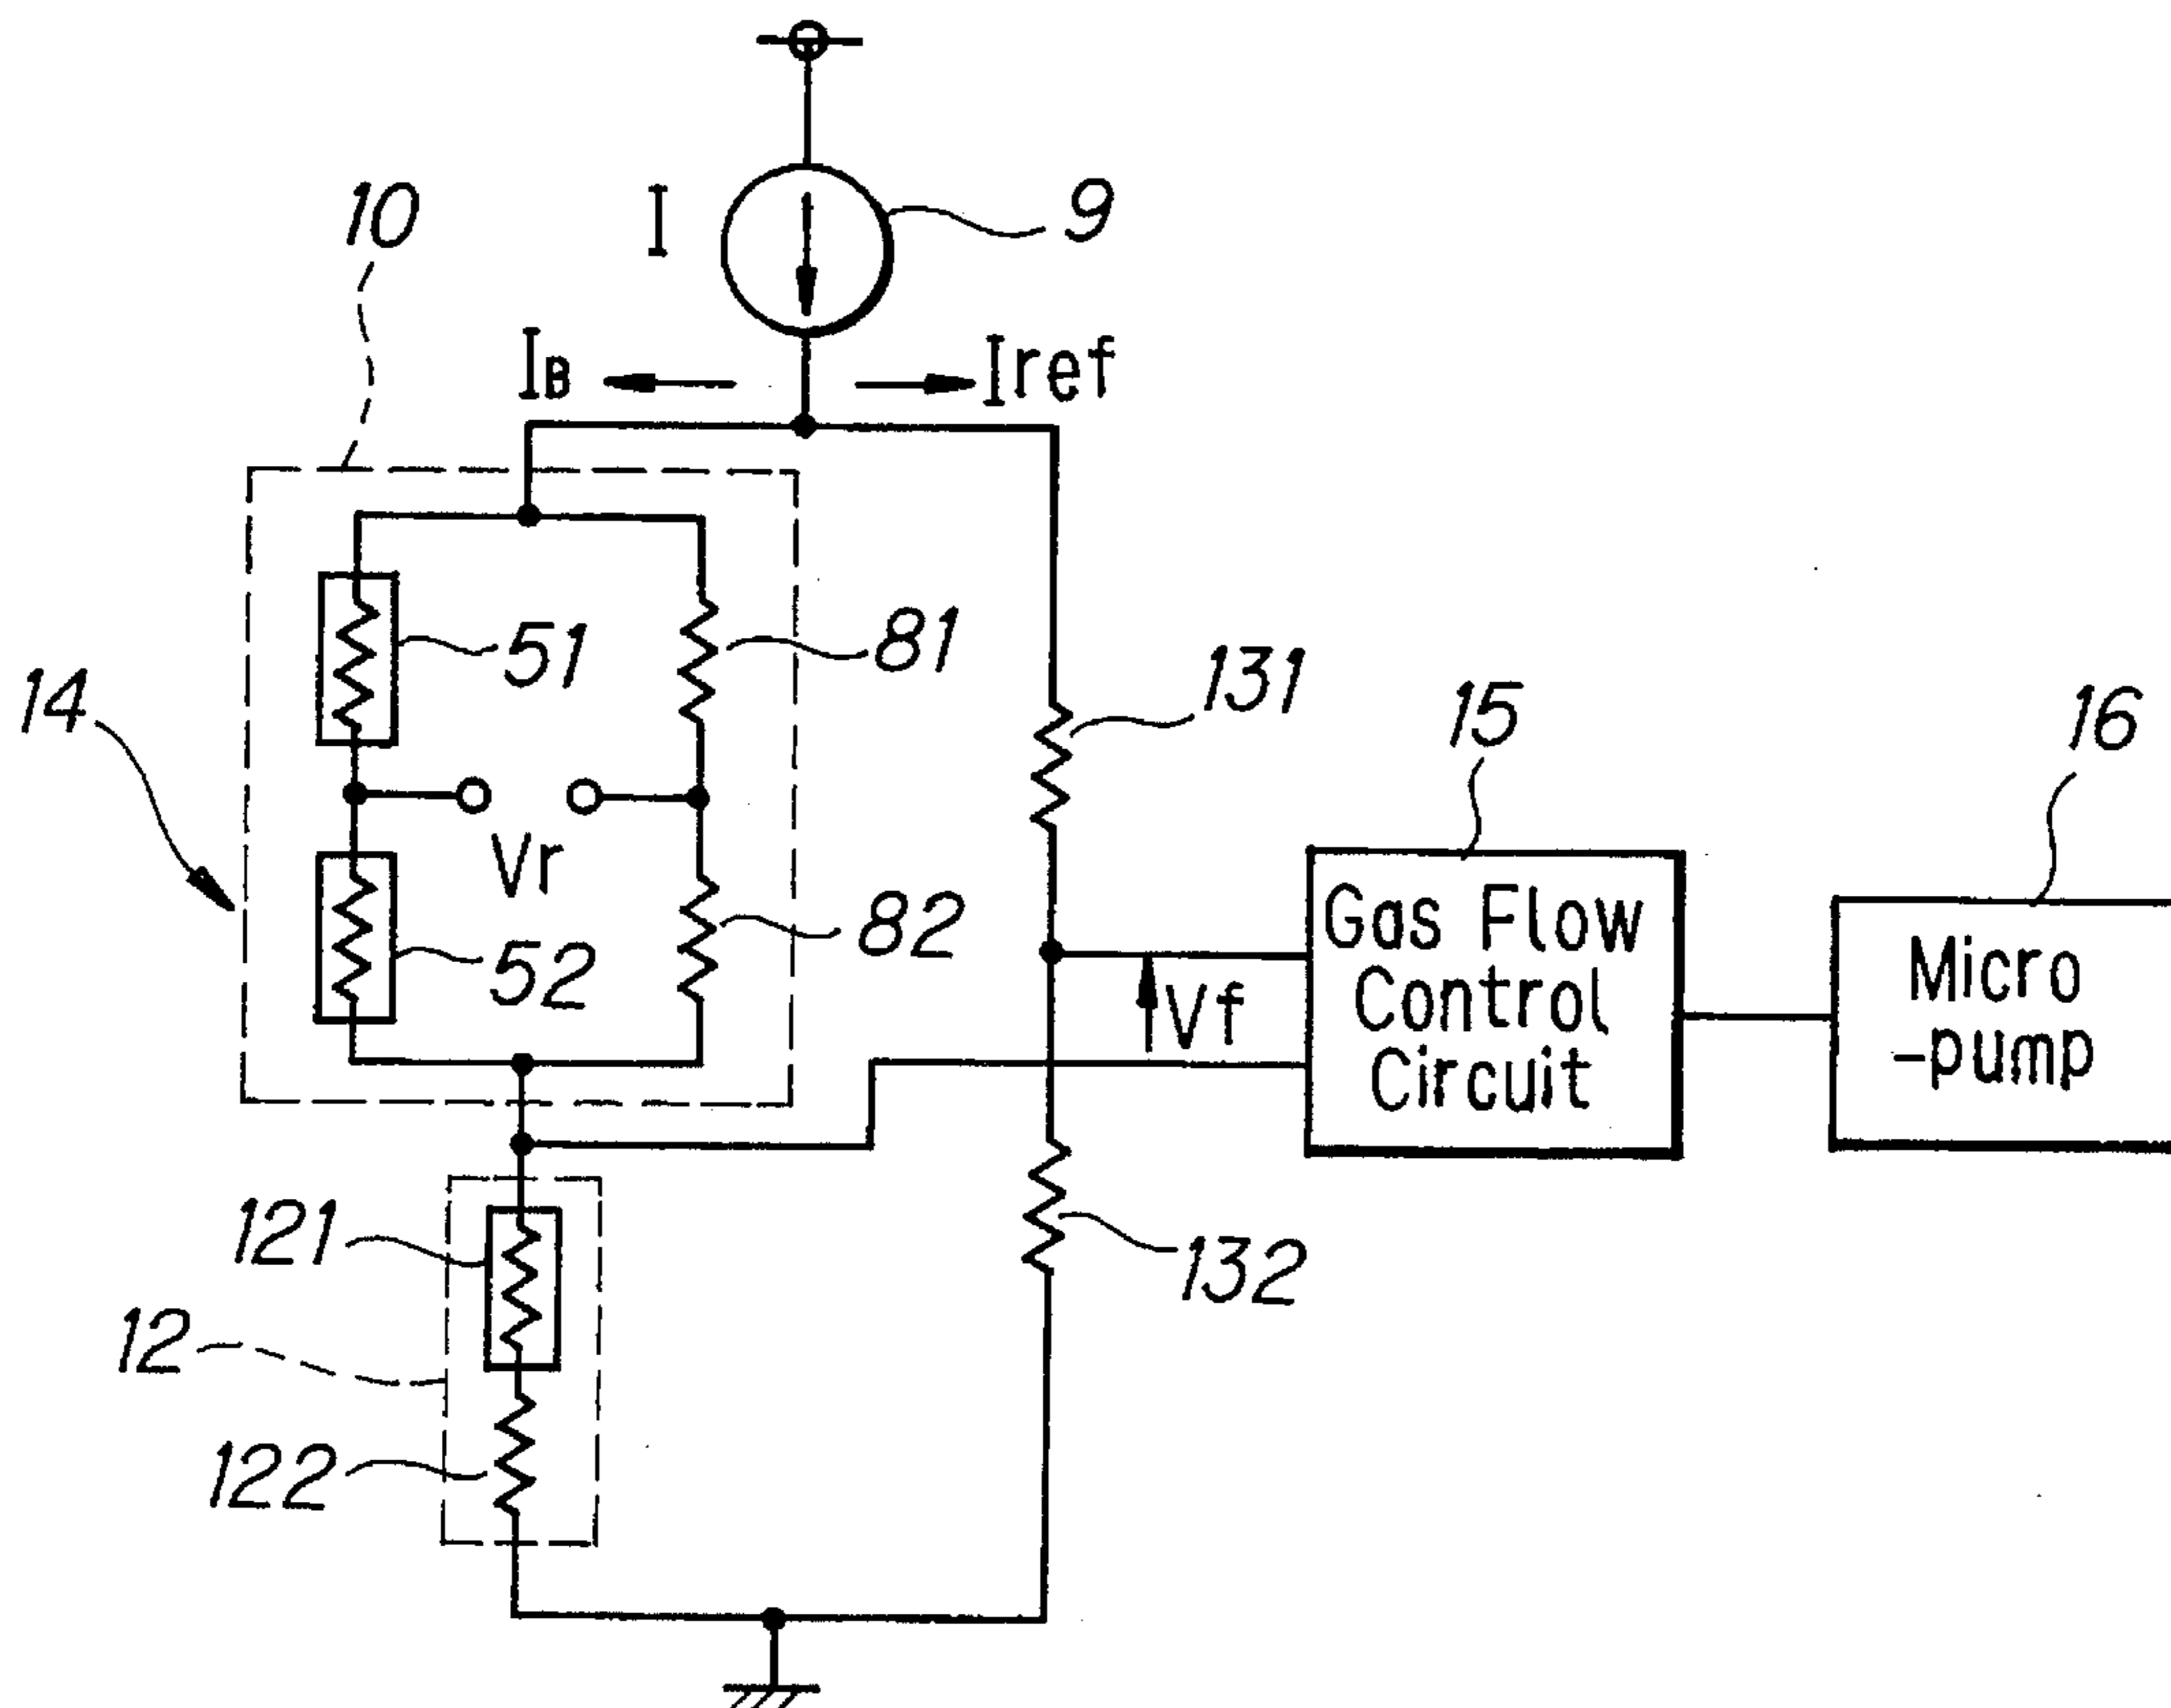 10
I
9
IB
Iref
51
81
14
131
15
16
Vr
52
82
Vf
Gas Flow
Control
Circuit
Micro
-pump
121
12
122
132